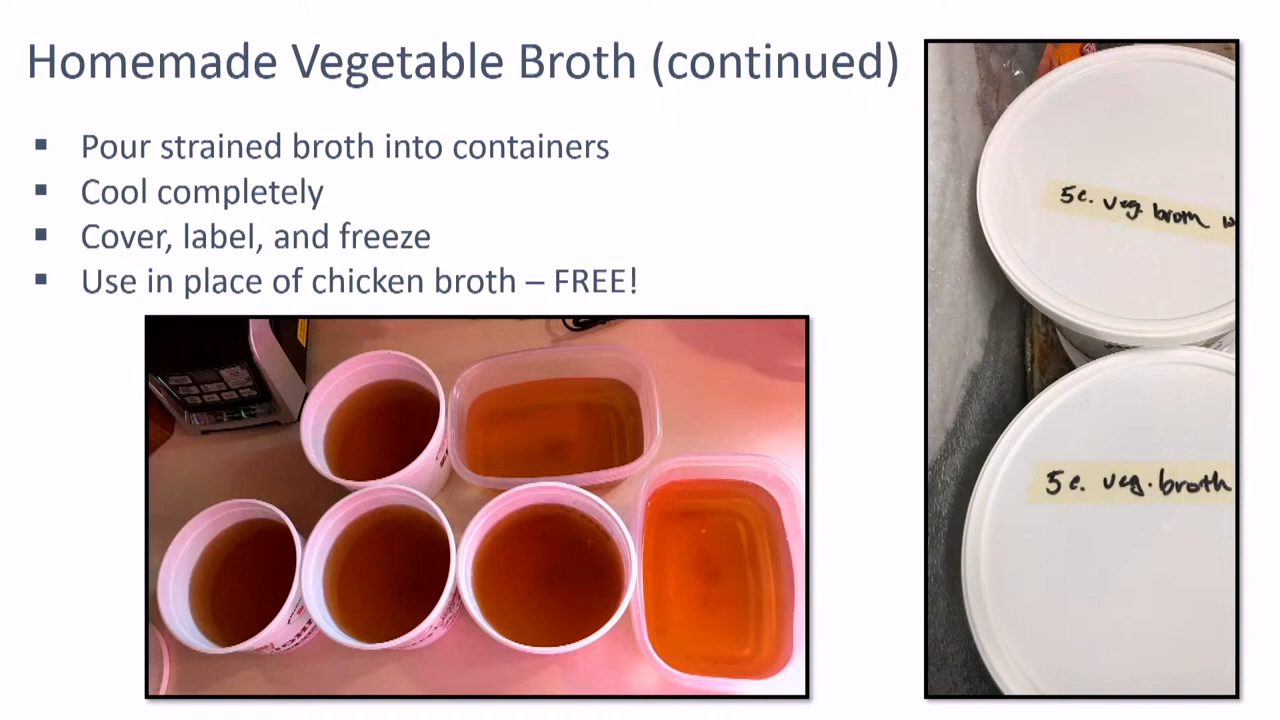 Homemade Vegetable Broth (continued)
▪ Pour strained broth into containers
▪ Cool completely
▪ Cover, label, and freeze
▪ Use in place of chicken broth – FREE!
5c. veg. broth
5c. veg. broth